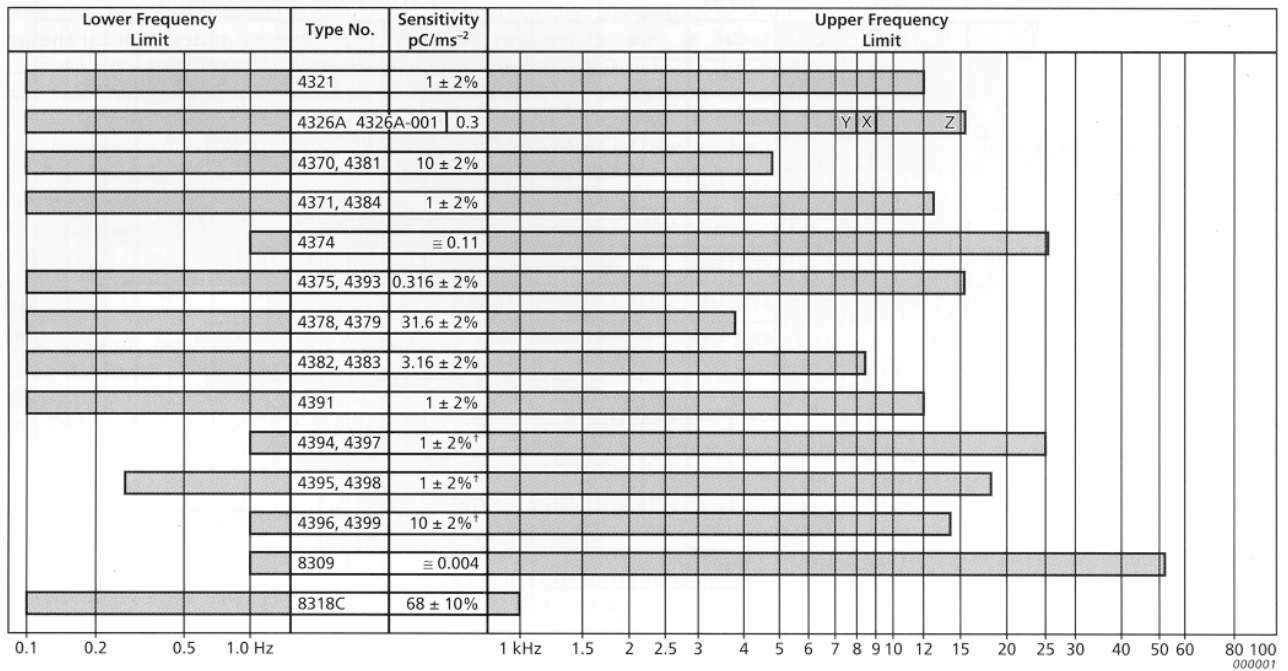 Lower Frequency
Limit
Type No.
Sensitivity
pC/ms⁻²
Upper Frequency
Limit
4321 1 ± 2%
4326A 4326A-001 0.3 Y X Z
4370, 4381 10 ± 2%
4371, 4384 1 ± 2%
4374 ≅ 0.11
4375, 4393 0.316 ± 2%
4378, 4379 31.6 ± 2%
4382, 4383 3.16 ± 2%
4391 1 ± 2%
4394, 4397 1 ± 2%†
4395, 4398 1 ± 2%†
4396, 4399 10 ± 2%†
8309 ≅ 0.004
8318C 68 ± 10%
0.1 0.2 0.5 1.0 Hz 1 kHz 1.5 2 2.5 3 4 5 6 7 8 9 10 12 15 20 25 30 40 50 60 80 100
000001